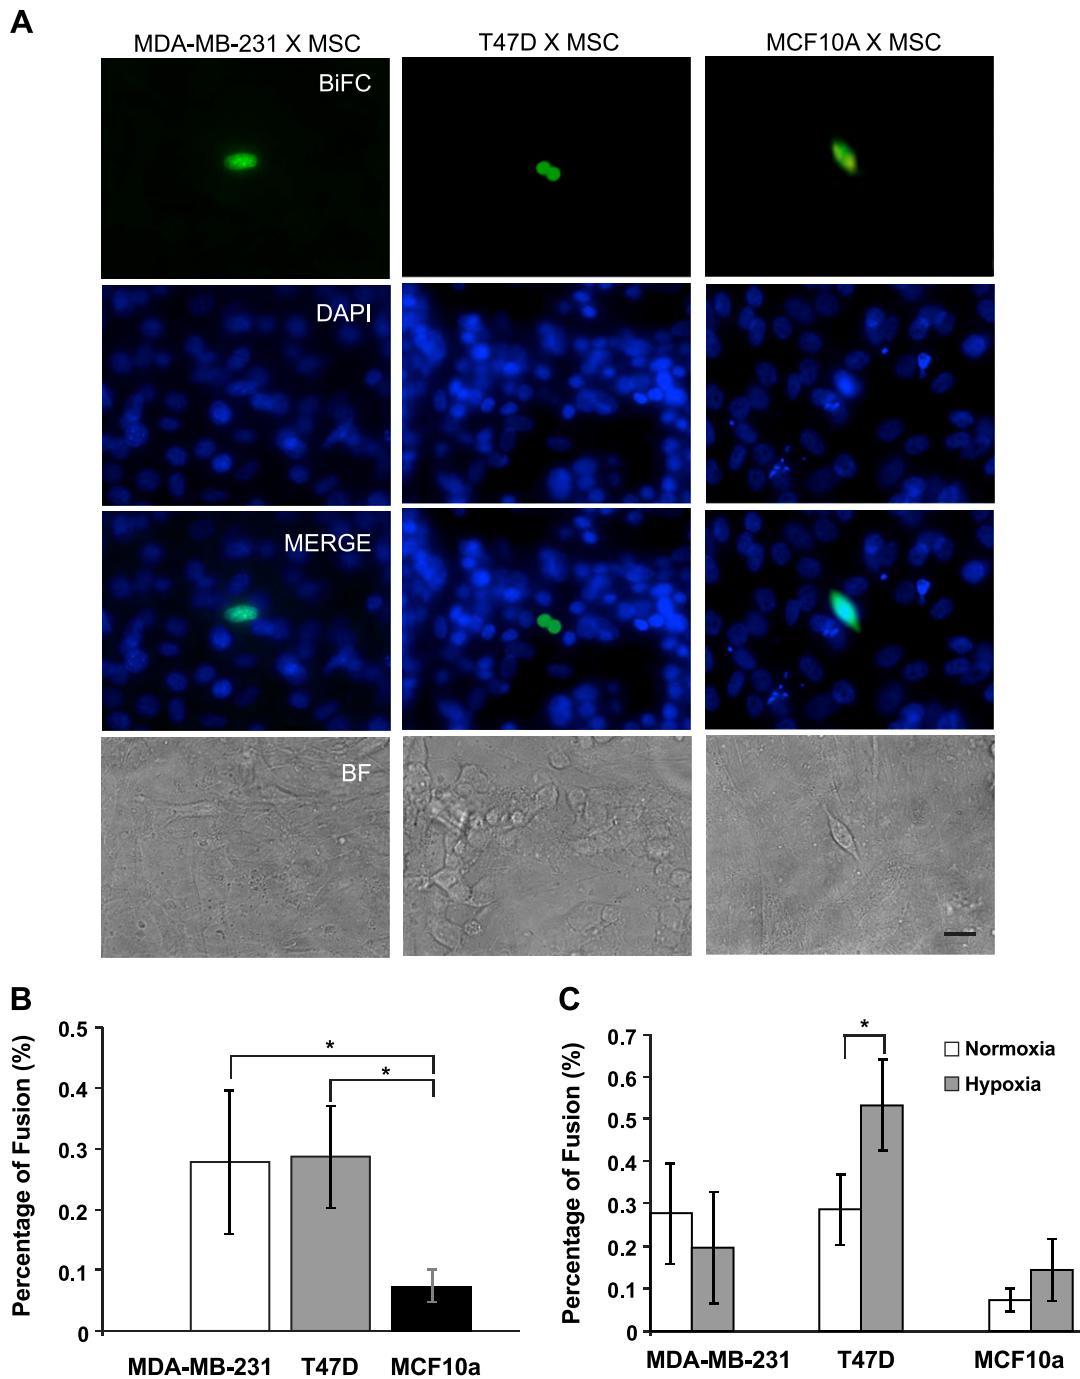 A
MDA-MB-231 X MSC
T47D X MSC
MCF10A X MSC
BiFC
DAPI
MERGE
BF
B
Percentage of Fusion (%)
0.5
0.4
0.3
0.2
0.1
0
*
*
MDA-MB-231
T47D
MCF10a
C
Percentage of Fusion (%)
0.7
0.6
0.5
0.4
0.3
0.2
0.1
0
*
Normoxia
Hypoxia
MDA-MB-231
T47D
MCF10a